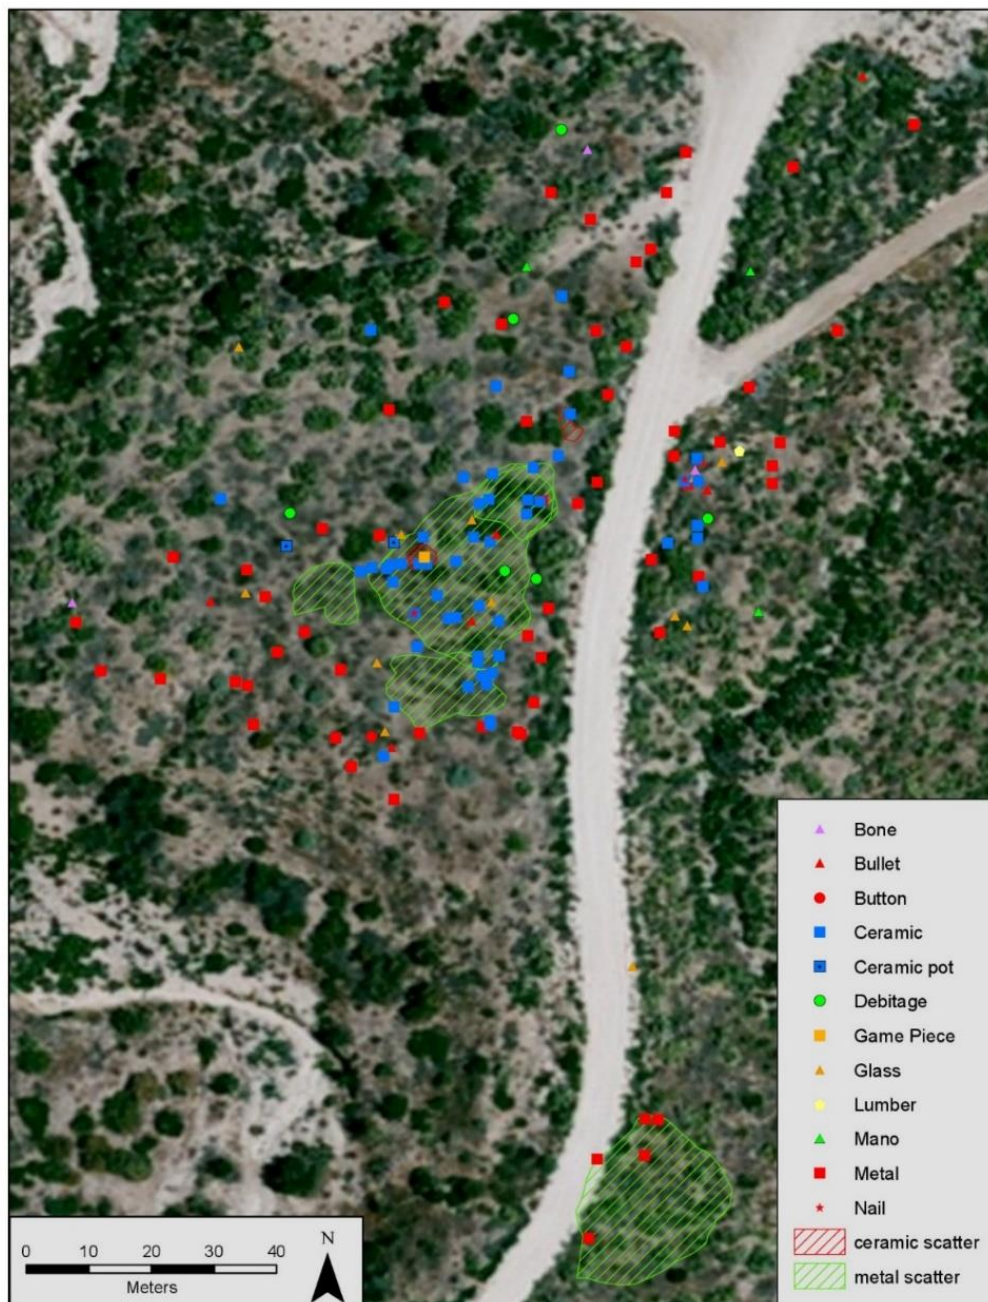 Bone
Bullet
Button
Ceramic
Ceramic pot
Debitage
Game Piece
Glass
Lumber
Mano
Metal
Nail
ceramic scatter
metal scatter
0 10 20 30 40
Meters
N